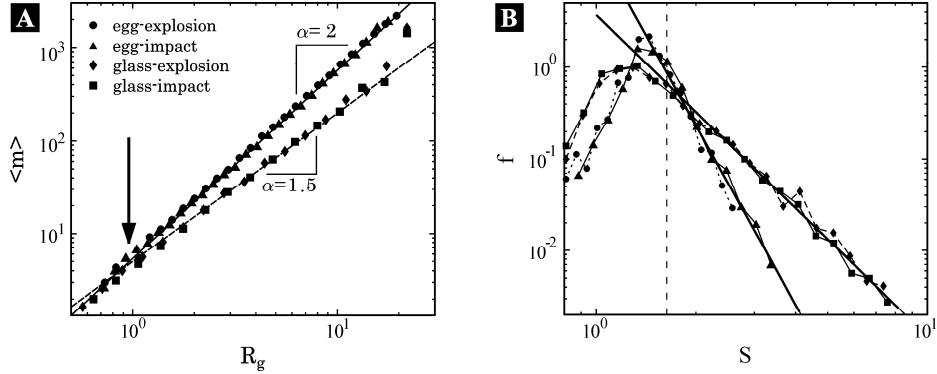 A
egg-explosion
egg-impact
glass-explosion
glass-impact
α= 2
α=1.5
<m>
10³
10²
10¹
10⁰
10¹
R_g
B
f
10⁰
10⁻¹
10⁻²
10⁰
10¹
S